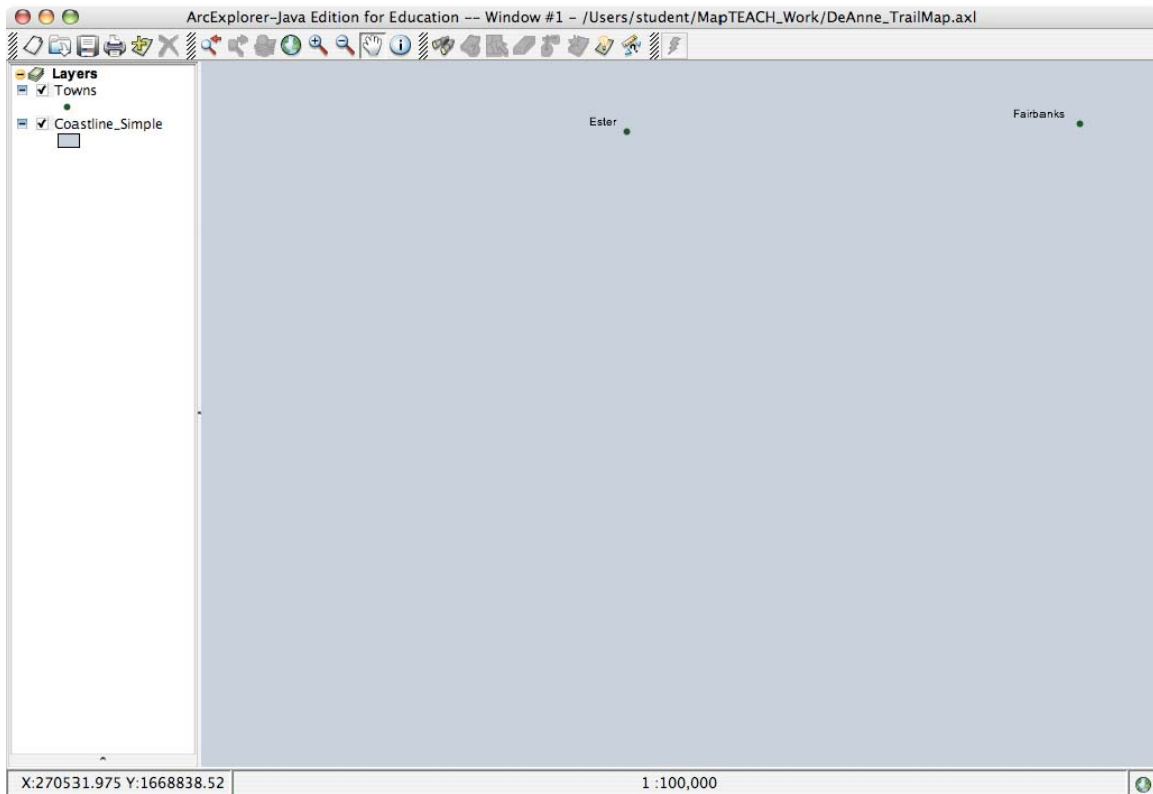 ArcExplorer-Java Edition for Education -- Window #1 - /Users/student/MapTEACH_Work/DeAnne_TrailMap.axl
Layers
Towns
Coastline_Simple
Ester
Fairbanks
X:270531.975 Y:1668838.52
1 :100,000